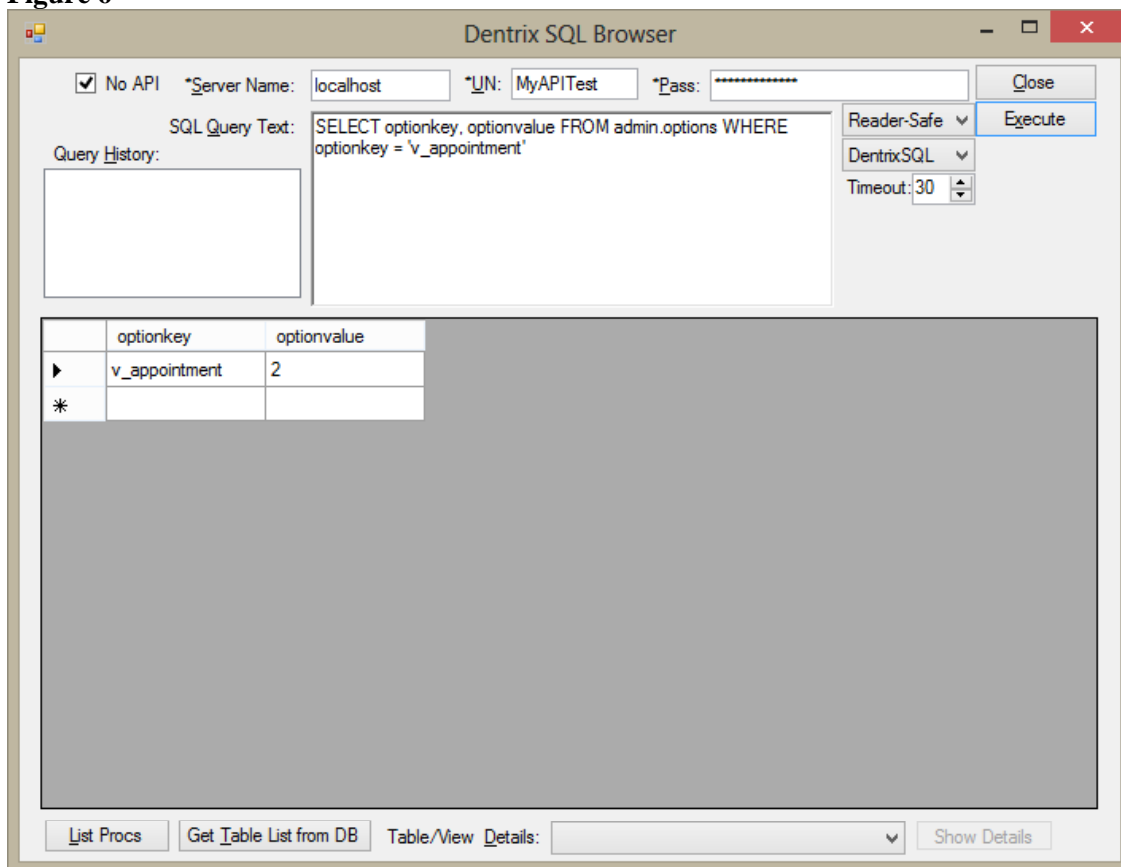 Dentrix SQL Browser
No API *Server Name: localhost *UN: MyAPITest *Pass: ************* Close
SQL Query Text: SELECT optionkey, optionvalue FROM admin.options WHERE Reader-Safe Execute
Query History: optionkey = 'v_appointment' DentrixSQL
Timeout: 30
optionkey optionvalue
v_appointment 2
List Procs Get Table List from DB Table/View Details: Show Details